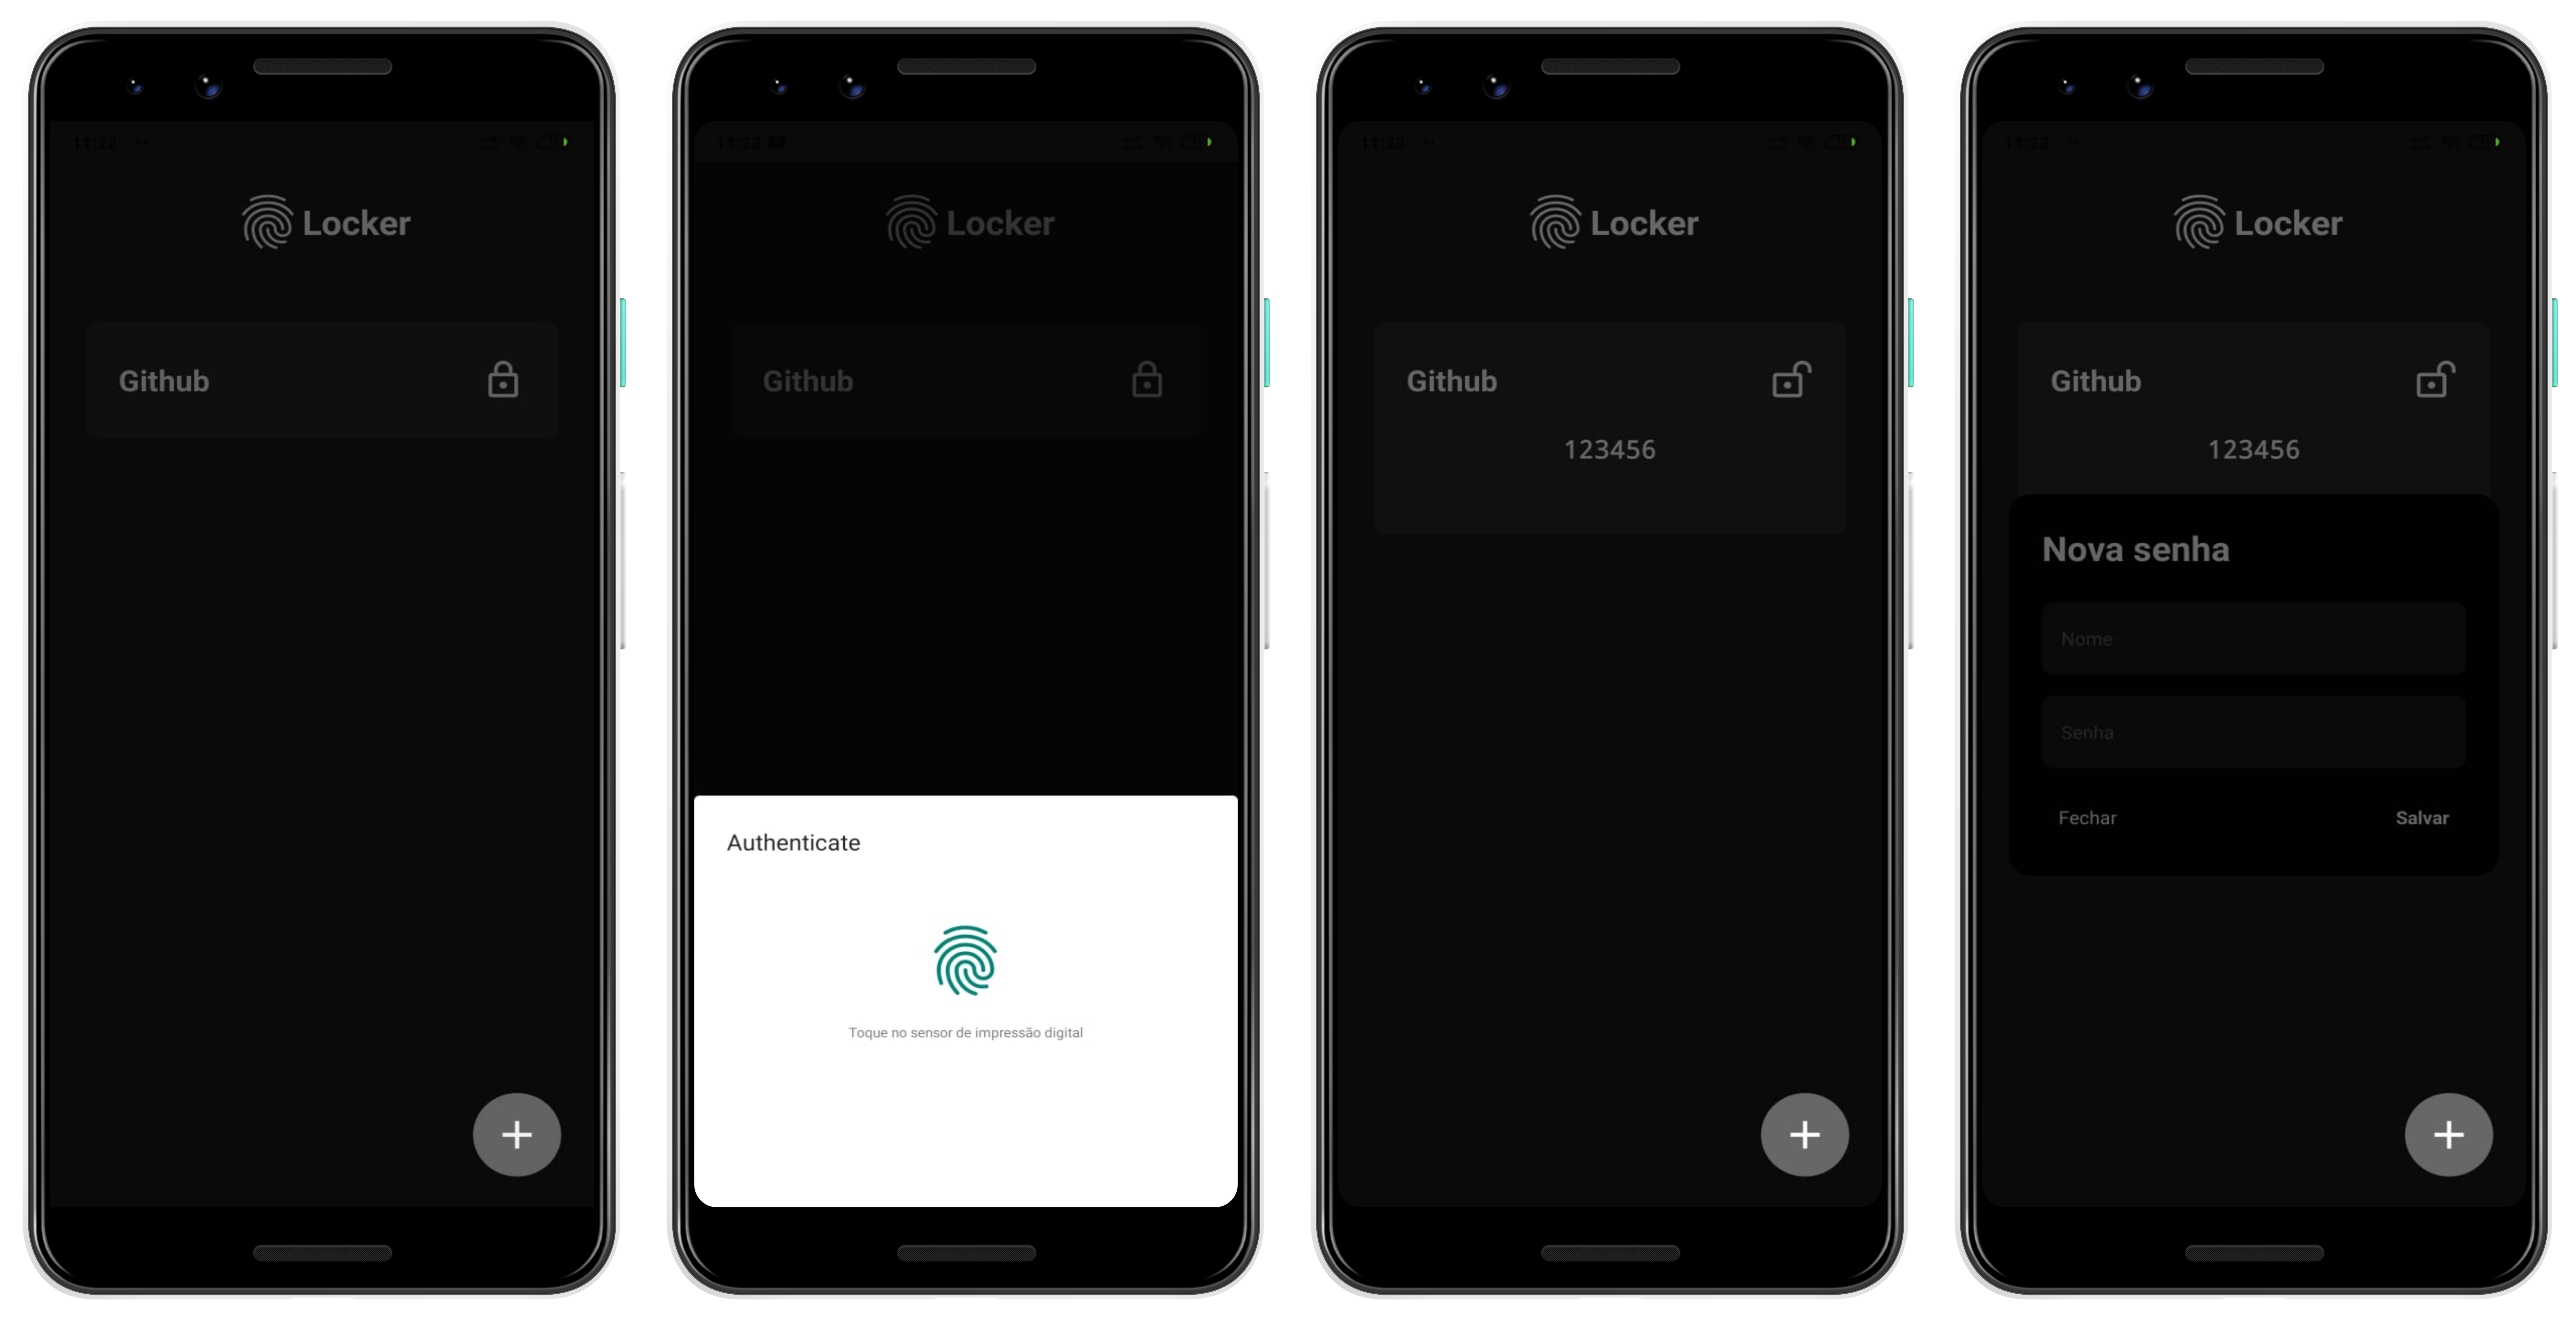 11:22
Locker
Github
11:23
Locker
Github
Authenticate
Toque no sensor de impressão digital
11:23
Locker
Github
123456
11:23
Locker
Github
123456
Nova senha
Nome
Senha
Fechar
Salvar